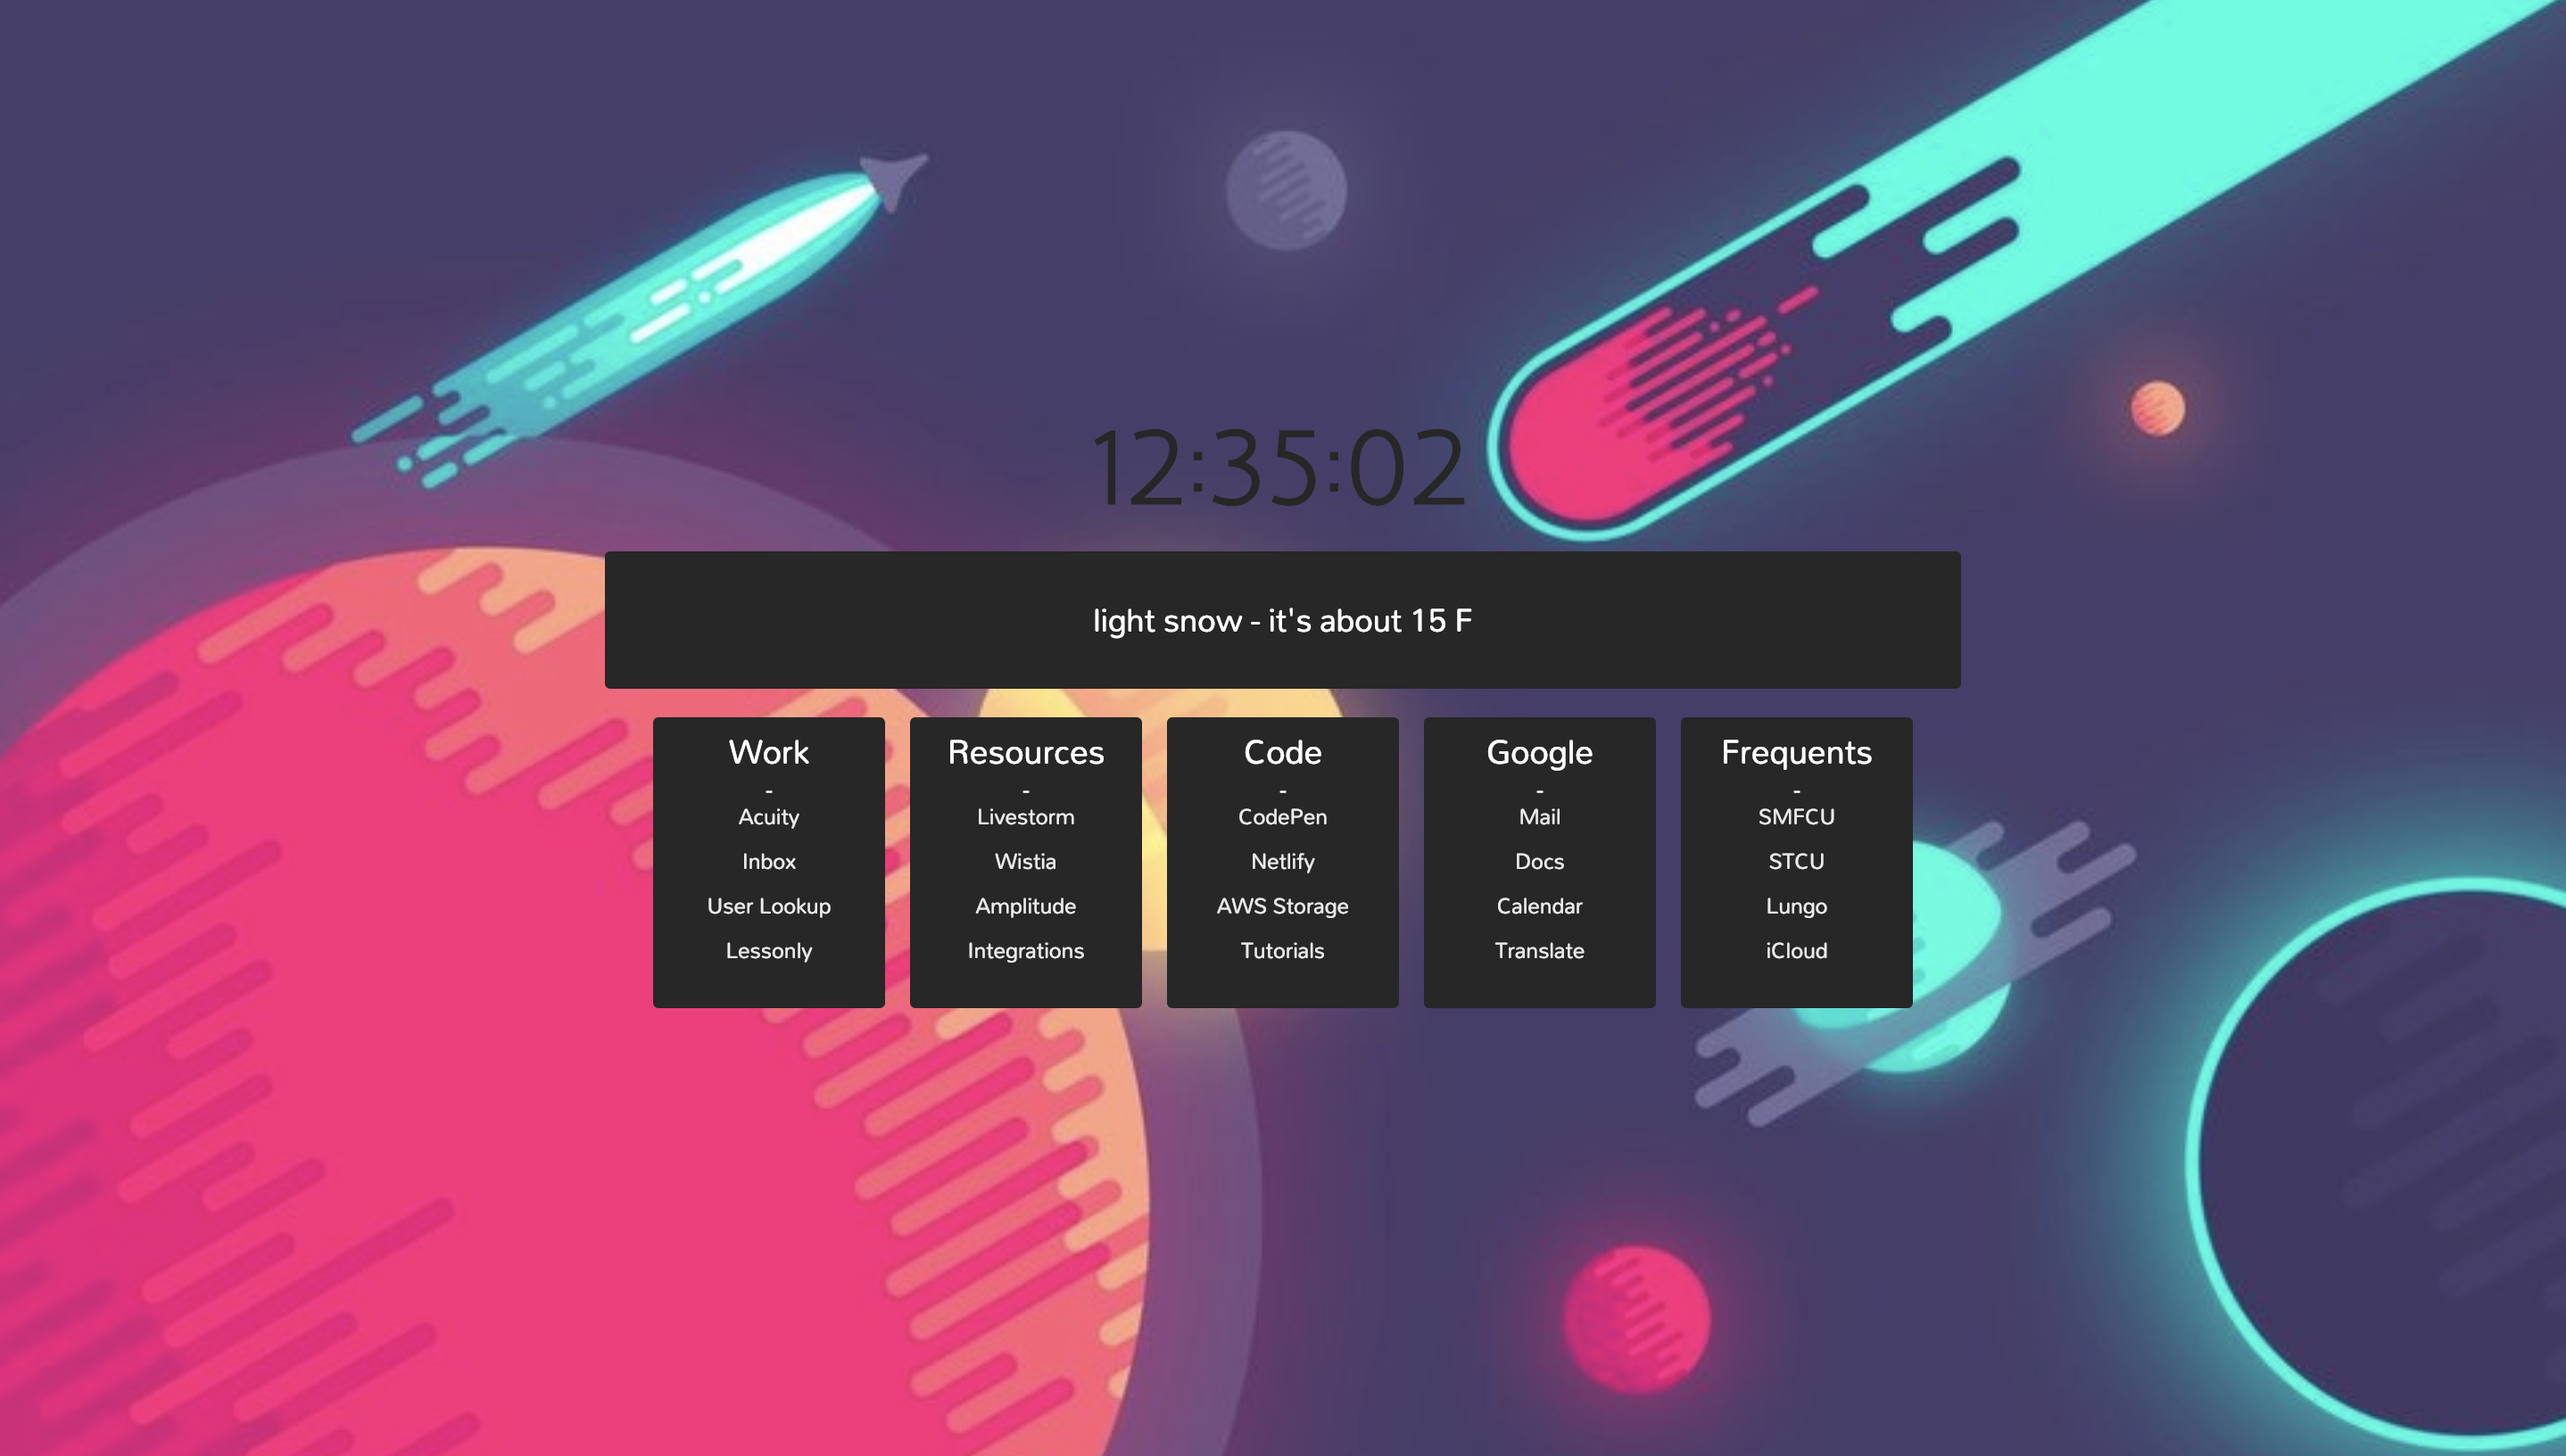 12:35:02
light snow - it's about 15 F
Work
-
Acuity
Inbox
User Lookup
Lessonly
Resources
-
Livestorm
Wistia
Amplitude
Integrations
Code
-
CodePen
Netlify
AWS Storage
Tutorials
Google
-
Mail
Docs
Calendar
Translate
Frequents
-
SMFCU
STCU
Lungo
iCloud